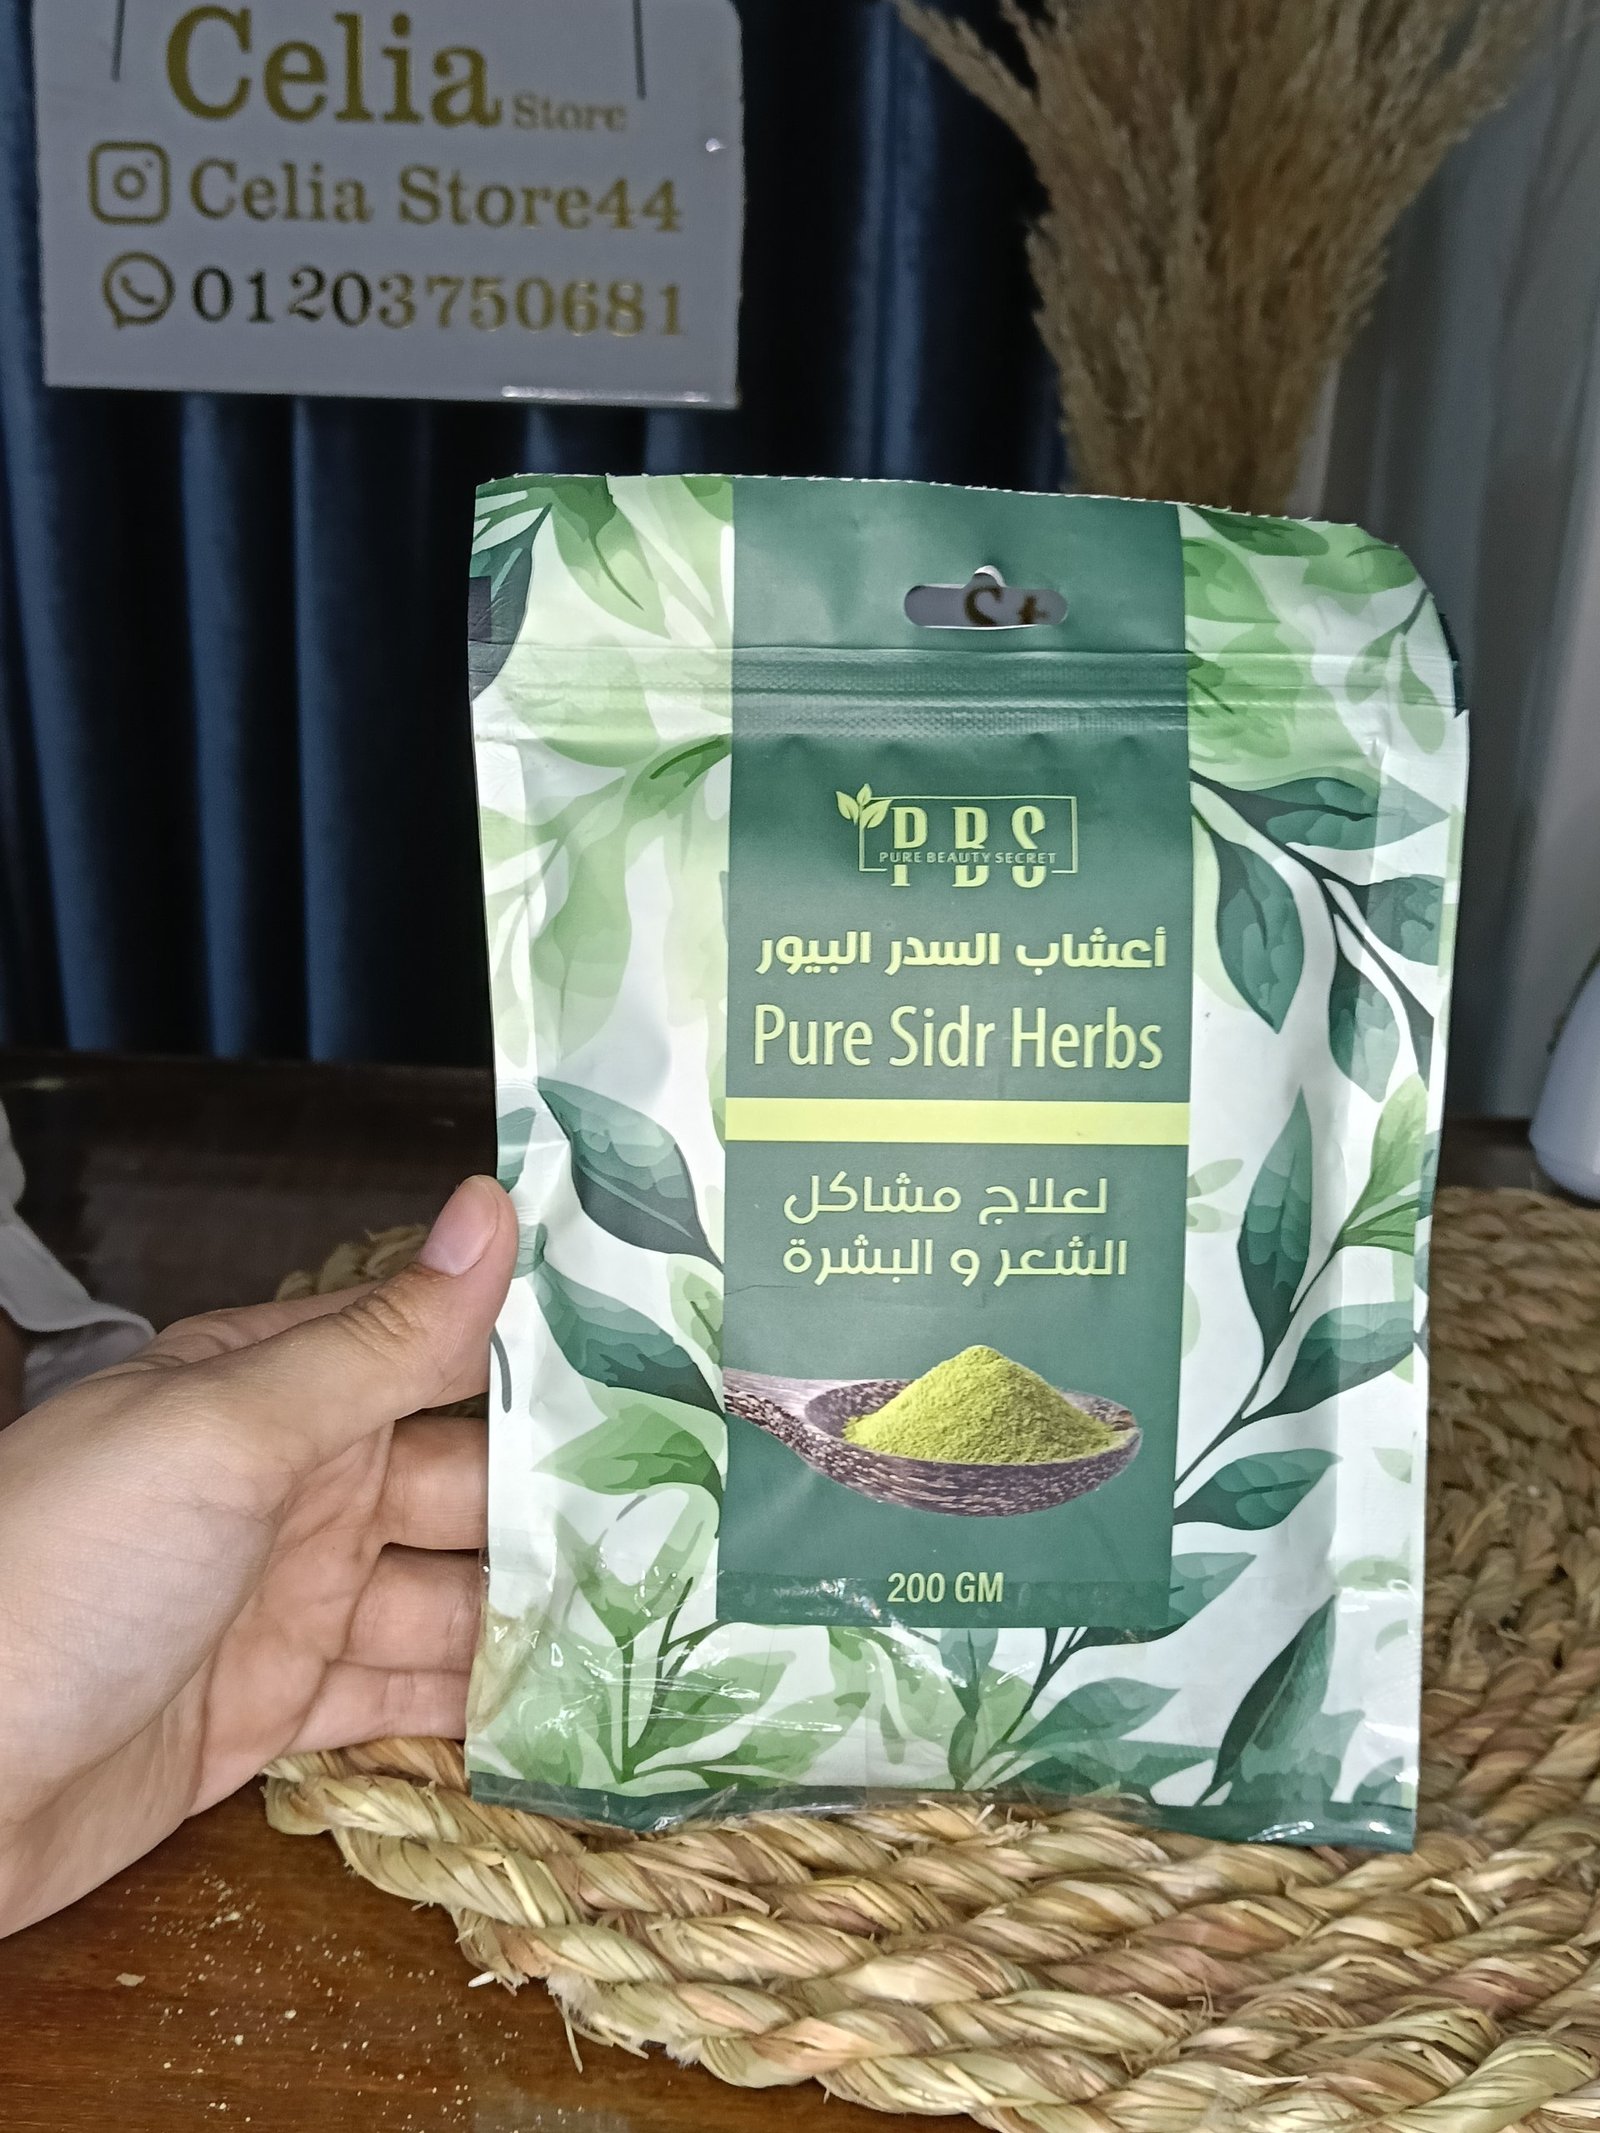 Celia Store
Celia Store44
01203750681
PBS
PURE BEAUTY SECRET
أعشاب السدر البيور
Pure Sidr Herbs
لعلاج مشاكل
الشعر و البشرة
200 GM